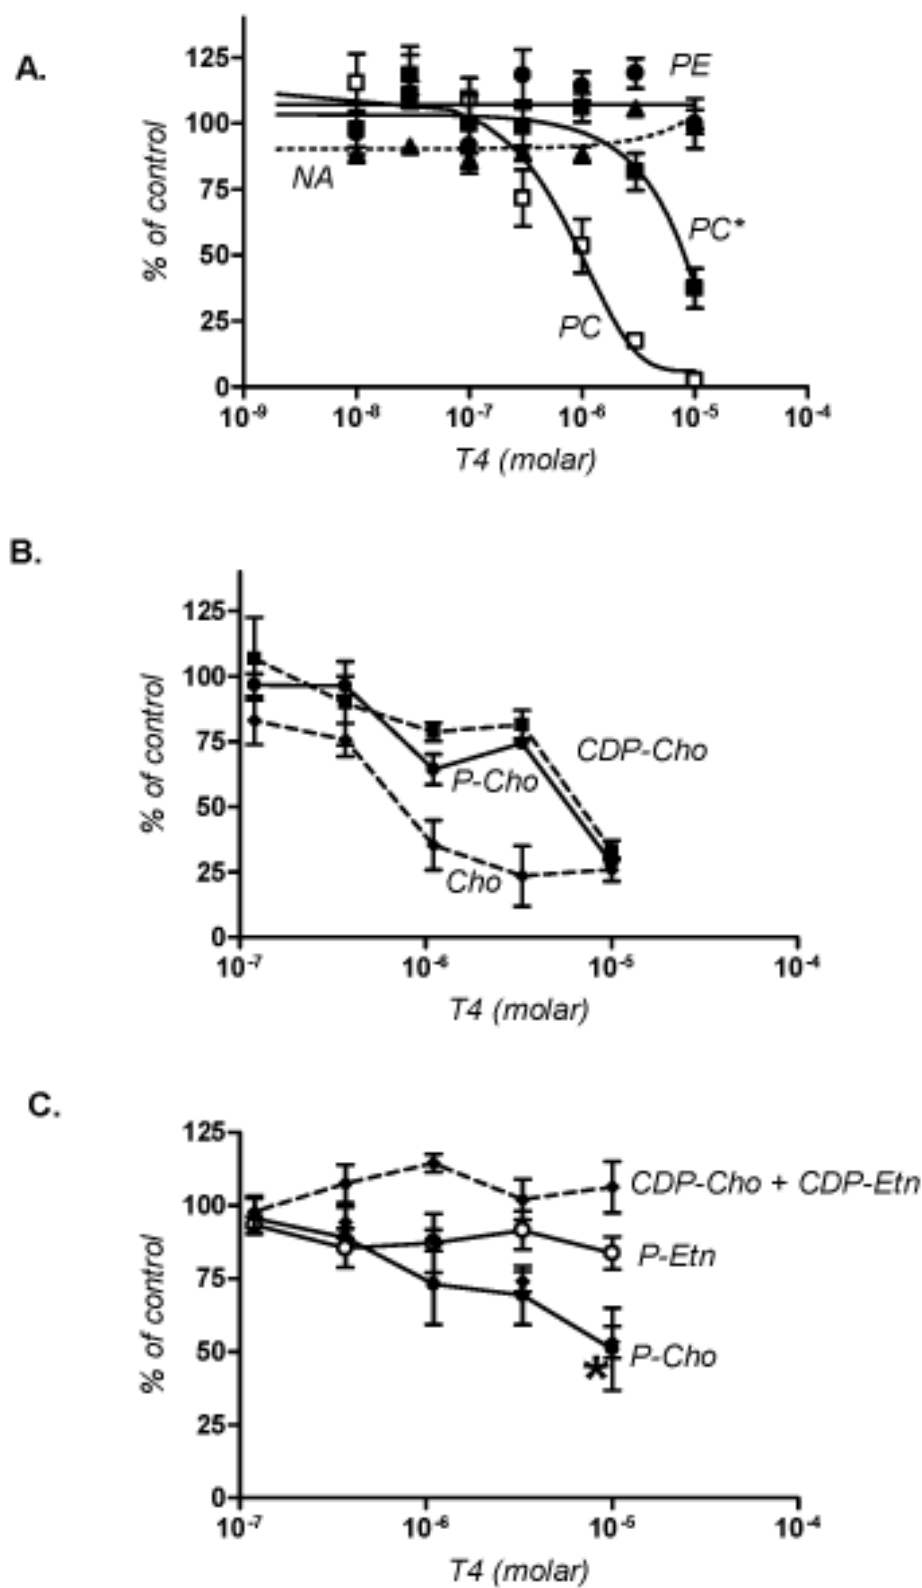 A.
125
100
75
50
25
0
% of control
PE
NA
PC*
PC
10⁻⁹ 10⁻⁸ 10⁻⁷ 10⁻⁶ 10⁻⁵ 10⁻⁴
T4 (molar)
B.
125
100
75
50
25
0
% of control
CDP-Cho
P-Cho
Cho
10⁻⁷ 10⁻⁶ 10⁻⁵ 10⁻⁴
T4 (molar)
C.
125
100
75
50
25
0
% of control
CDP-Cho + CDP-Etn
P-Etn
P-Cho
*
10⁻⁷ 10⁻⁶ 10⁻⁵ 10⁻⁴
T4 (molar)